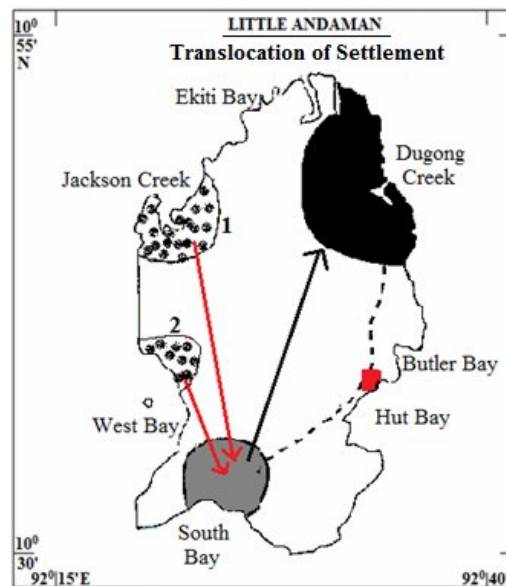 LITTLE ANDAMAN
Translocation of Settlement
10⁰
55'
N
Ekiti Bay
Dugong
Creek
Jackson Creek
1
2
Butler Bay
West Bay
Hut Bay
South
Bay
10⁰
30'
92⁰15'E
92⁰40'